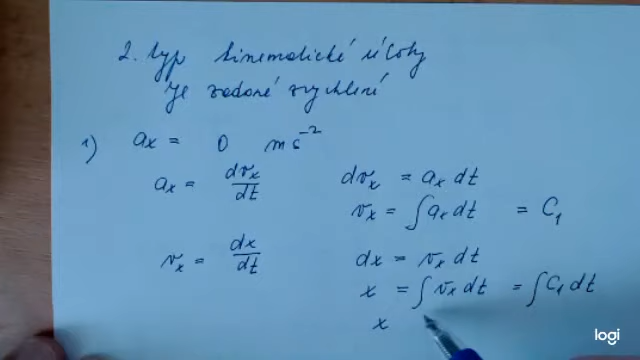 2. typ kinematické úlohy
Je zadané zrychlení
1) ax = 0 m s⁻²
ax = dvx/dt dvx = ax dt
vx = ∫ax dt = C₁
vx = dx/dt dx = vx dt
x = ∫vx dt = ∫C₁ dt
x
logi